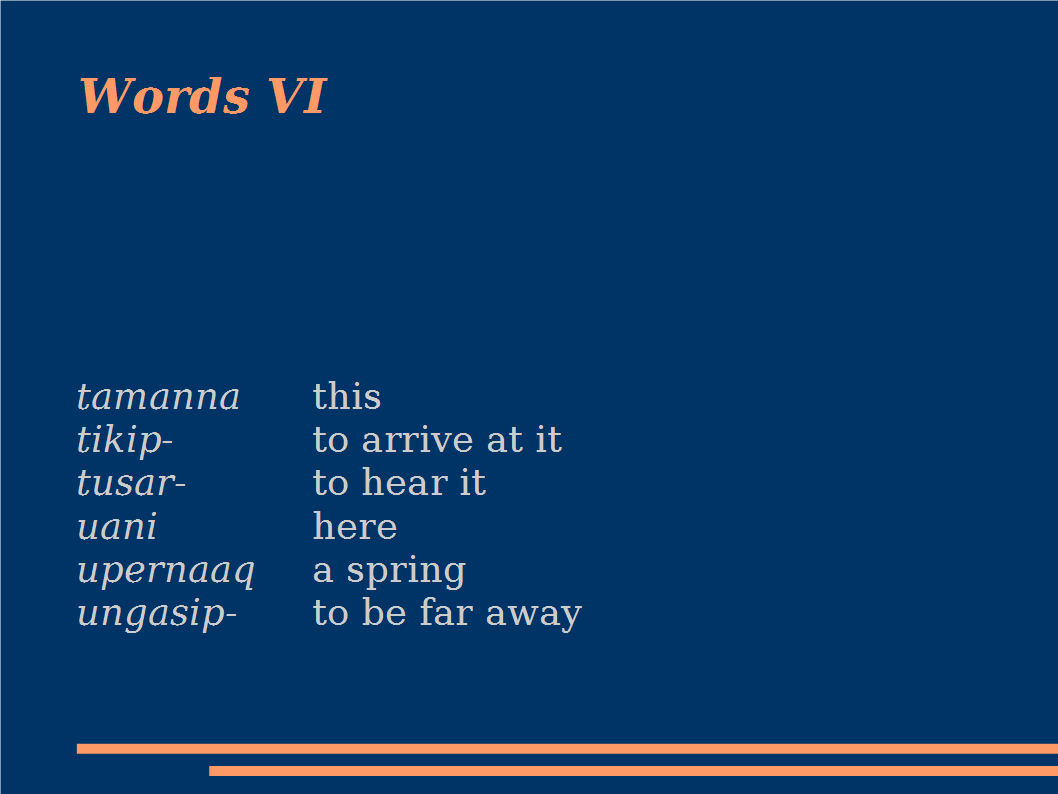 Words VI
tamanna this
tikip- to arrive at it
tusar- to hear it
uani here
upernaaq a spring
ungasip- to be far away